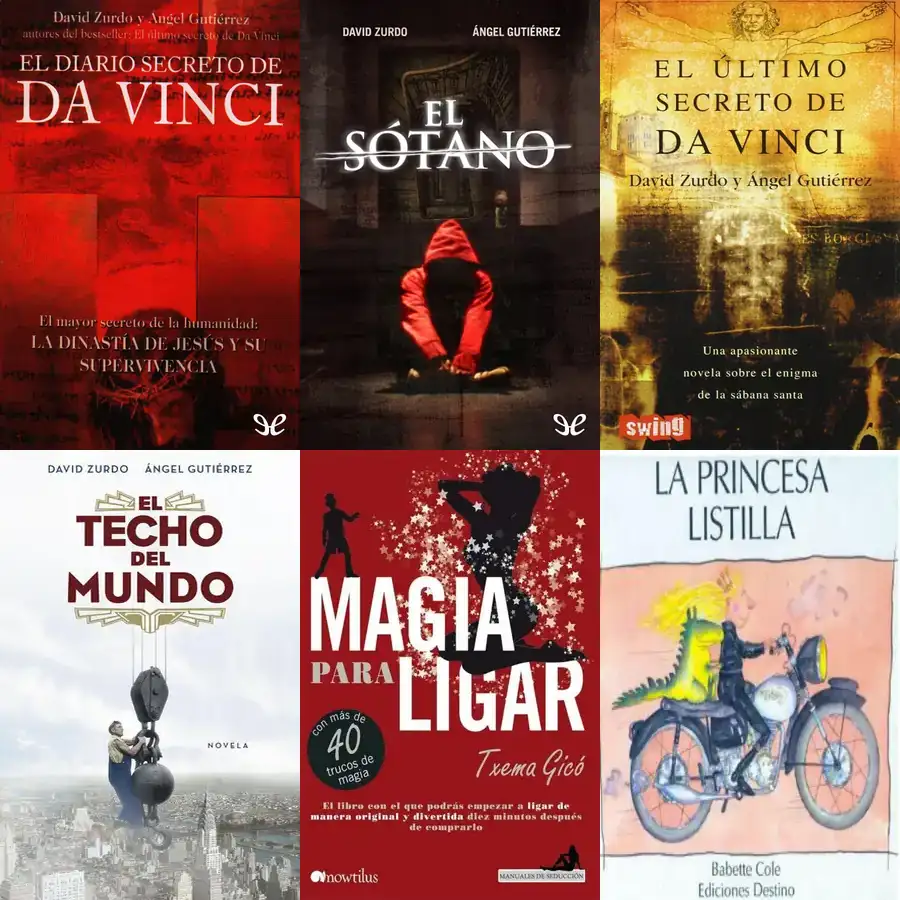 David Zurdo y Ángel Gutiérrez
autores del bestseller: El último secreto de Da Vinci
EL DIARIO SECRETO DE
DA VINCI
El mayor secreto de la humanidad:
LA DINASTÍA DE JESÚS Y SU
SUPERVIVENCIA
DAVID ZURDO ÁNGEL GUTIÉRREZ
EL
SÓTANO
EL ÚLTIMO
SECRETO DE
DA VINCI
David Zurdo y Ángel Gutiérrez
Una apasionante
novela sobre el enigma
de la sábana santa
swing
DAVID ZURDO ÁNGEL GUTIÉRREZ
EL
TECHO
DEL
MUNDO
NOVELA
MAGIA
PARA
LIGAR
con más de
40
trucos de
magia
Txema Gicó
El libro con el que podrás empezar a ligar de
manera original y divertida diez minutos después
de comprarlo
nowtilus
MANUALES DE SEDUCCIÓN
LA PRINCESA
LISTILLA
Babette Cole
Ediciones Destino